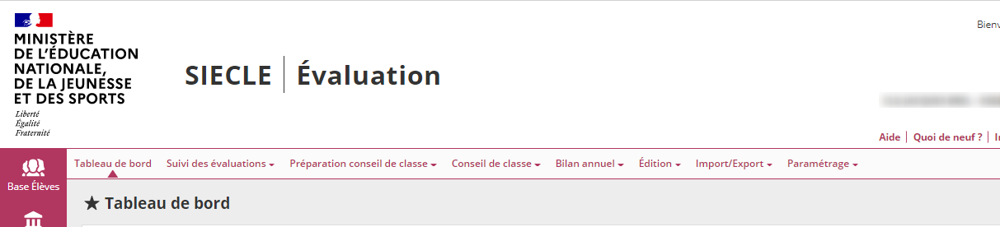 Bienv
MINISTÈRE
DE L'ÉDUCATION
NATIONALE,
DE LA JEUNESSE
ET DES SPORTS
Liberté
Égalité
Fraternité
SIECLE | Évaluation
Aide | Quoi de neuf ? |
Tableau de bord Suivi des évaluations Préparation conseil de classe Conseil de classe Bilan annuel Édition Import/Export Paramétrage
Base Élèves
★ Tableau de bord